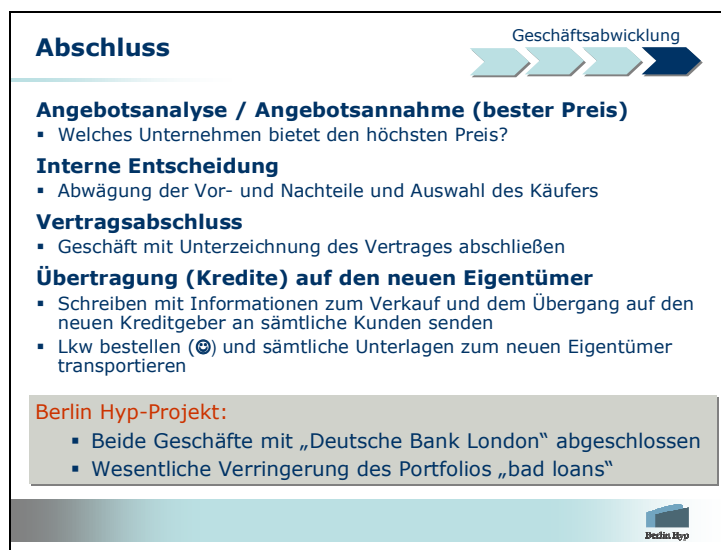 Abschluss
Geschäftsabwicklung
Angebotsanalyse / Angebotsannahme (bester Preis)
▪ Welches Unternehmen bietet den höchsten Preis?
Interne Entscheidung
▪ Abwägung der Vor- und Nachteile und Auswahl des Käufers
Vertragsabschluss
▪ Geschäft mit Unterzeichnung des Vertrages abschließen
Übertragung (Kredite) auf den neuen Eigentümer
▪ Schreiben mit Informationen zum Verkauf und dem Übergang auf den
neuen Kreditgeber an sämtliche Kunden senden
▪ Lkw bestellen (☺) und sämtliche Unterlagen zum neuen Eigentümer
transportieren
Berlin Hyp-Projekt:
▪ Beide Geschäfte mit „Deutsche Bank London“ abgeschlossen
▪ Wesentliche Verringerung des Portfolios „bad loans“
Berlin Hyp